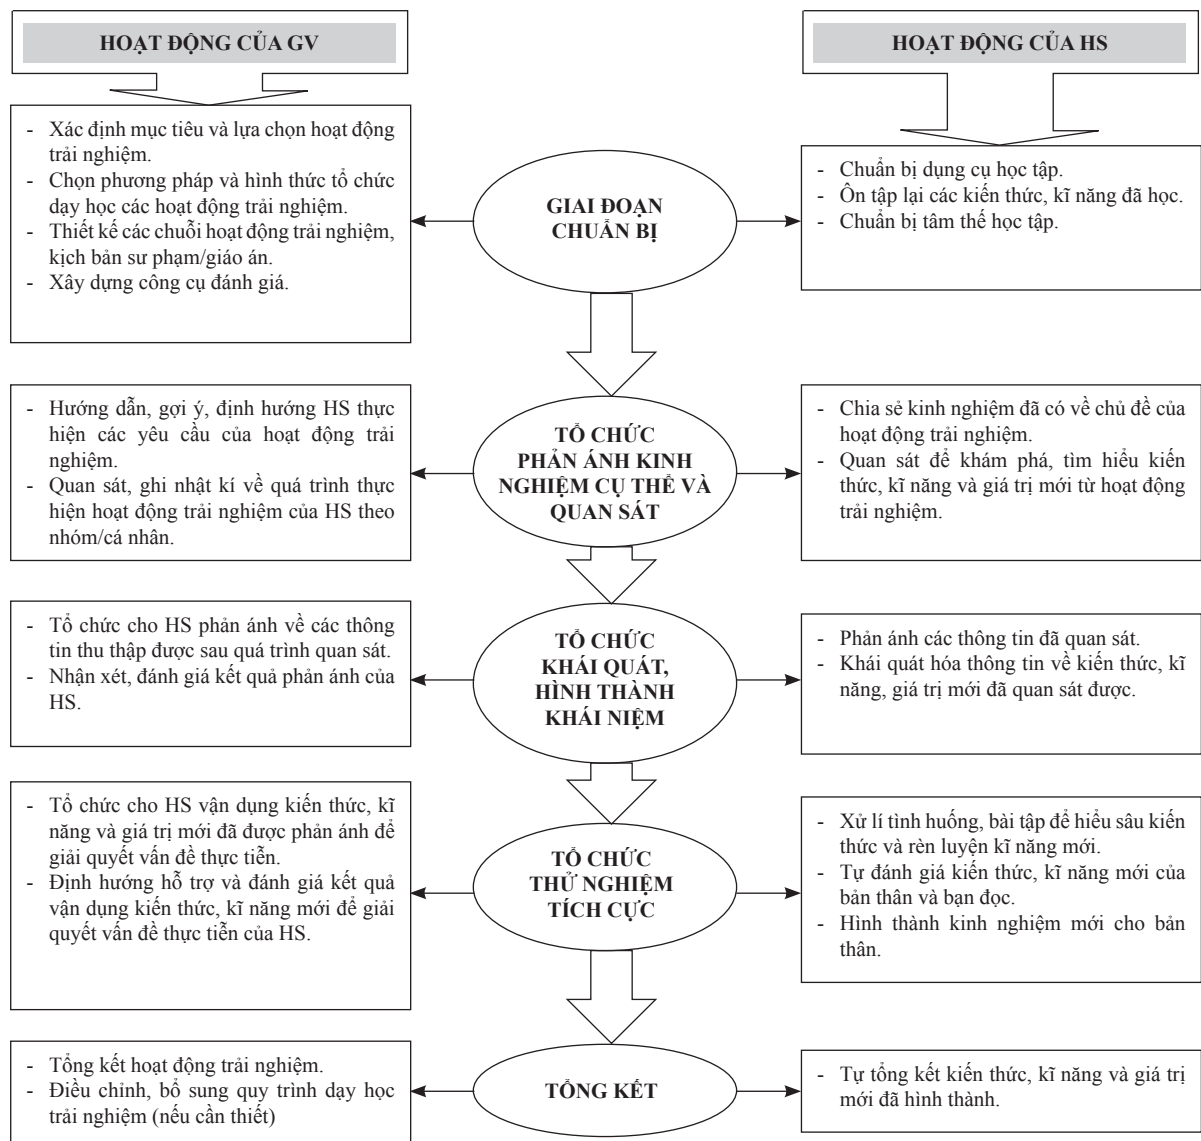 HOẠT ĐỘNG CỦA GV
HOẠT ĐỘNG CỦA HS
- Xác định mục tiêu và lựa chọn hoạt động
trải nghiệm.
- Chọn phương pháp và hình thức tổ chức
dạy học các hoạt động trải nghiệm.
- Thiết kế các chuỗi hoạt động trải nghiệm,
kịch bản sư phạm/giáo án.
- Xây dựng công cụ đánh giá.
GIAI ĐOẠN
CHUẨN BỊ
- Chuẩn bị dụng cụ học tập.
- Ôn tập lại các kiến thức, kĩ năng đã học.
- Chuẩn bị tâm thế học tập.
- Hướng dẫn, gợi ý, định hướng HS thực
hiện các yêu cầu của hoạt động trải
nghiệm.
- Quan sát, ghi nhật kí về quá trình thực
hiện hoạt động trải nghiệm của HS theo
nhóm/cá nhân.
TỔ CHỨC
PHẢN ÁNH KINH
NGHIỆM CỤ THỂ VÀ
QUAN SÁT
- Chia sẻ kinh nghiệm đã có về chủ đề của
hoạt động trải nghiệm.
- Quan sát để khám phá, tìm hiểu kiến
thức, kĩ năng và giá trị mới từ hoạt động
trải nghiệm.
- Tổ chức cho HS phản ánh về các thông
tin thu thập được sau quá trình quan sát.
- Nhận xét, đánh giá kết quả phản ánh của
HS.
TỔ CHỨC
KHÁI QUÁT,
HÌNH THÀNH
KHÁI NIỆM
- Phản ánh các thông tin đã quan sát.
- Khái quát hóa thông tin về kiến thức, kĩ
năng, giá trị mới đã quan sát được.
- Tổ chức cho HS vận dụng kiến thức, kĩ
năng và giá trị mới đã được phản ánh để
giải quyết vấn đề thực tiễn.
- Định hướng hỗ trợ và đánh giá kết quả
vận dụng kiến thức, kĩ năng mới để giải
quyết vấn đề thực tiễn của HS.
TỔ CHỨC
THỬ NGHIỆM
TÍCH CỰC
- Xử lí tình huống, bài tập để hiểu sâu kiến
thức và rèn luyện kĩ năng mới.
- Tự đánh giá kiến thức, kĩ năng mới của
bản thân và bạn đọc.
- Hình thành kinh nghiệm mới cho bản
thân.
- Tổng kết hoạt động trải nghiệm.
- Điều chỉnh, bổ sung quy trình dạy học
trải nghiệm (nếu cần thiết)
TỔNG KẾT
- Tự tổng kết kiến thức, kĩ năng và giá trị
mới đã hình thành.